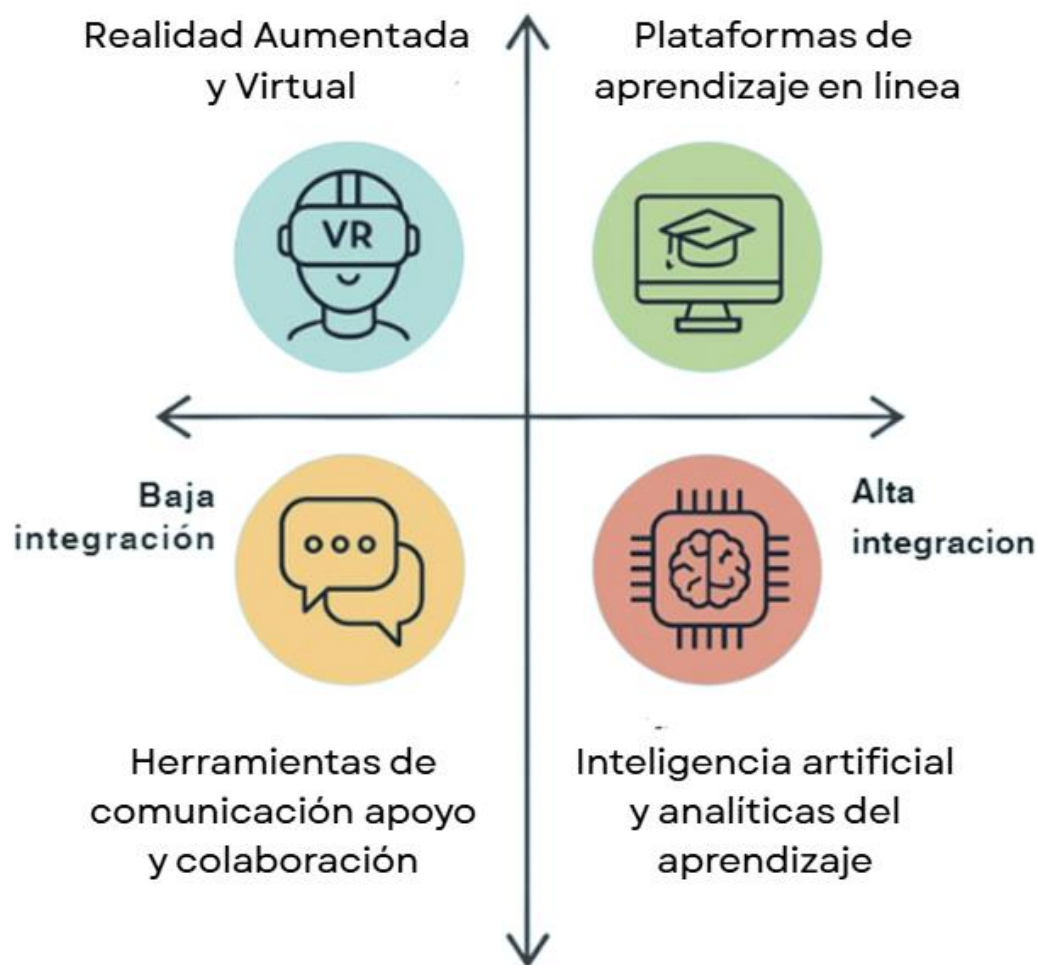 Realidad Aumentada
y Virtual
Plataformas de
aprendizaje en línea
VR
Baja
integración
Alta
integracion
Herramientas de
comunicación apoyo
y colaboración
Inteligencia artificial
y analíticas del
aprendizaje